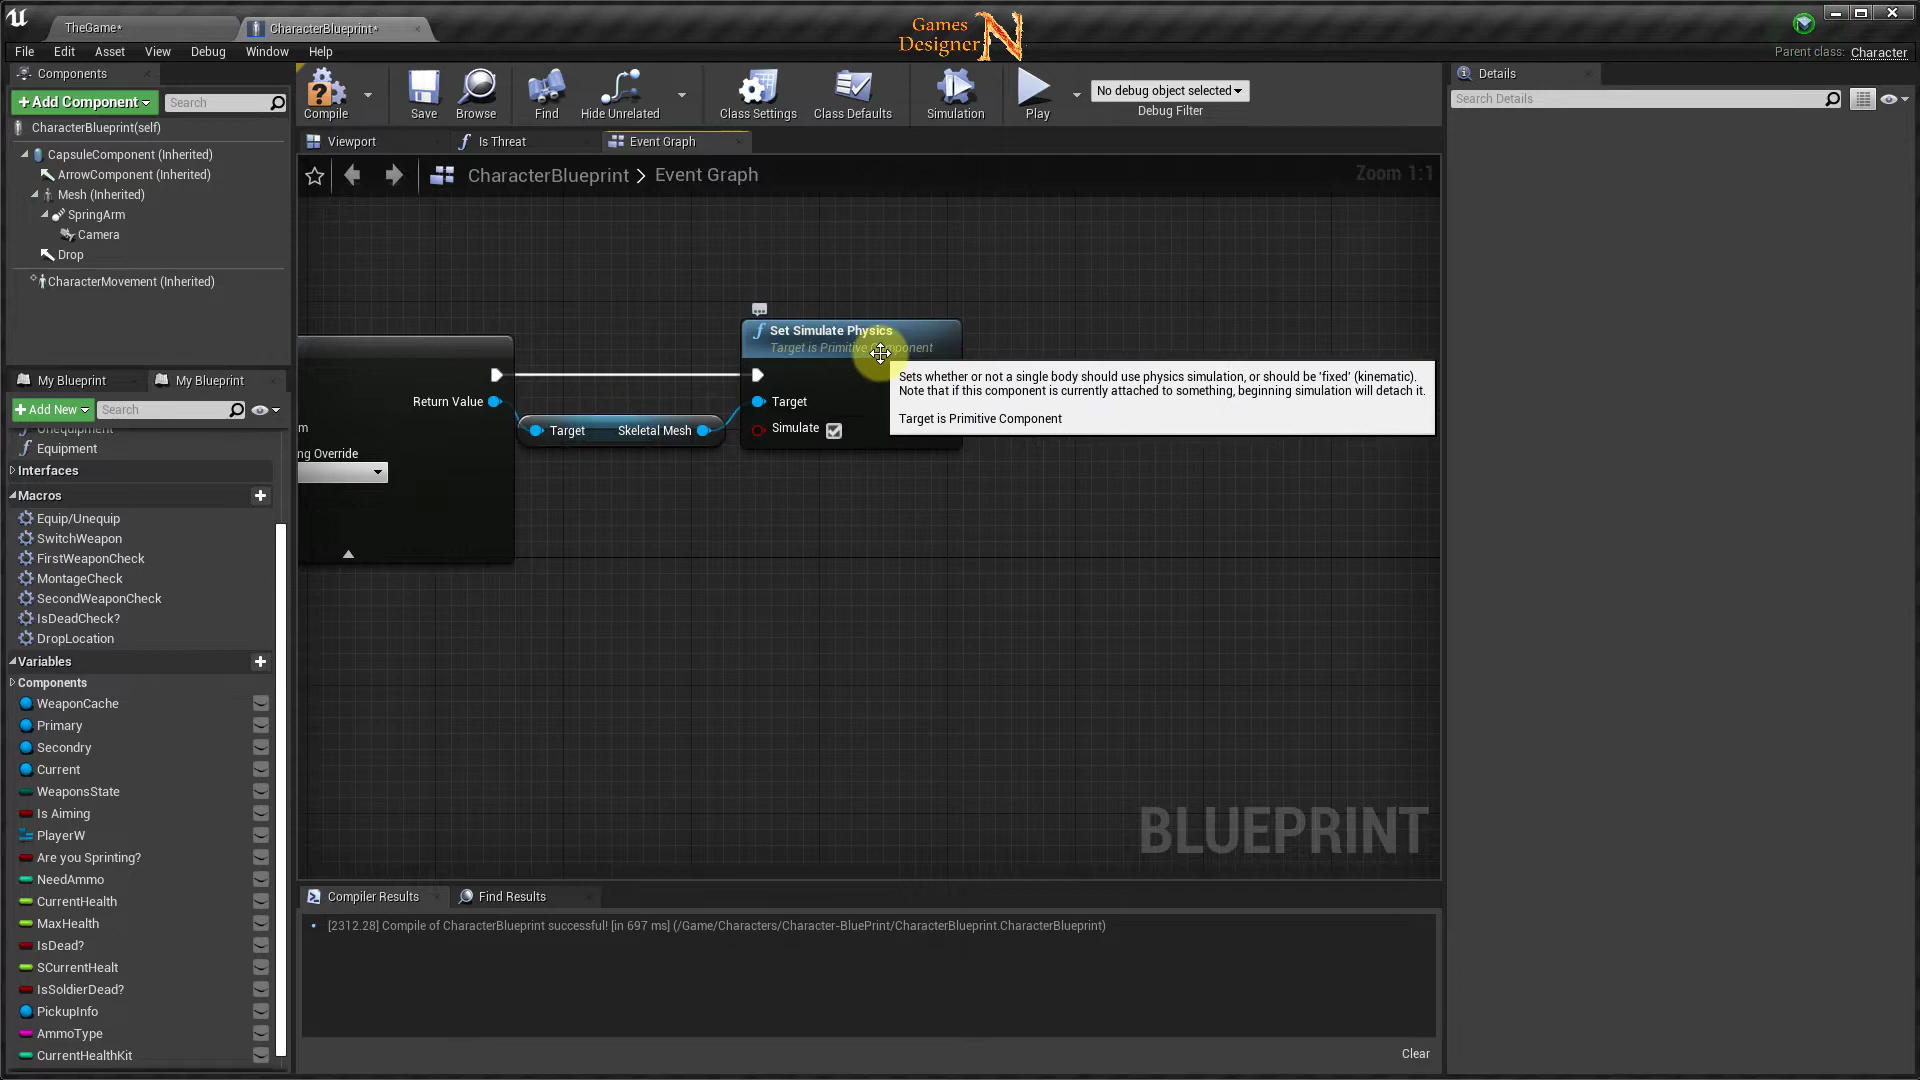 TheGame*
CharacterBlueprint*
Games
Designer N
File Edit Asset View Debug Window Help
Parent class: Character
Components
+Add Component
Search
CharacterBlueprint(self)
CapsuleComponent (Inherited)
ArrowComponent (Inherited)
Mesh (Inherited)
SpringArm
Camera
Drop
CharacterMovement (Inherited)
Compile
Save
Browse
Find
Hide Unrelated
Class Settings
Class Defaults
Simulation
Play
No debug object selected
Debug Filter
Details
Search Details
Viewport
Is Threat
Event Graph
CharacterBlueprint > Event Graph
Zoom 1:1
Set Simulate Physics
Target is Primitive Component
Return Value
Target Skeletal Mesh
Target
Simulate
ng Override
Sets whether or not a single body should use physics simulation, or should be 'fixed' (kinematic).
Note that if this component is currently attached to something, beginning simulation will detach it.
Target is Primitive Component
BLUEPRINT
My Blueprint
My Blueprint
+Add New
Search
Unequipment
Equipment
Interfaces
Macros
Equip/Unequip
SwitchWeapon
FirstWeaponCheck
MontageCheck
SecondWeaponCheck
IsDeadCheck?
DropLocation
Variables
Components
WeaponCache
Primary
Secondry
Current
WeaponsState
Is Aiming
PlayerW
Are you Sprinting?
NeedAmmo
CurrentHealth
MaxHealth
IsDead?
SCurrentHealt
IsSoldierDead?
PickupInfo
AmmoType
CurrentHealthKit
Compiler Results
Find Results
[2312.28] Compile of CharacterBlueprint successful! [in 697 ms] (/Game/Characters/Character-BluePrint/CharacterBlueprint.CharacterBlueprint)
Clear